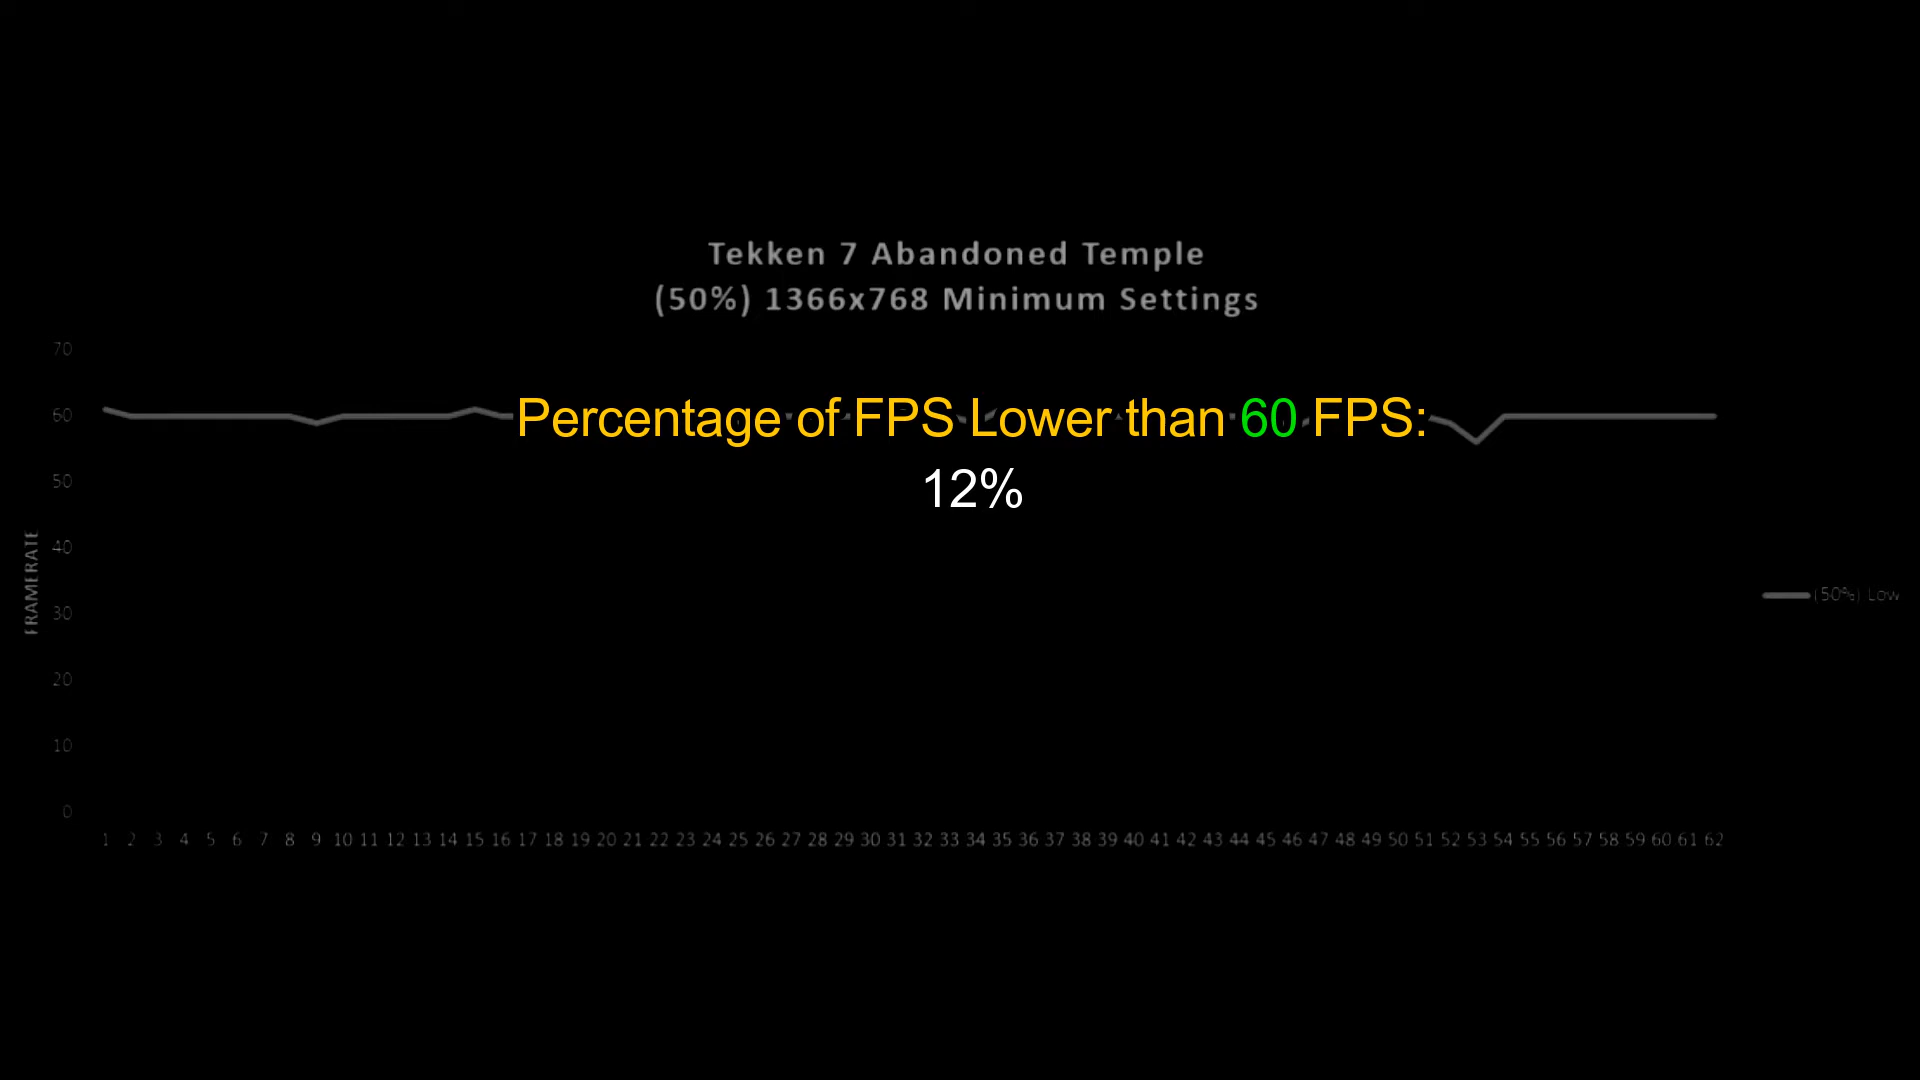 Tekken 7 Abandoned Temple
(50%) 1366x768 Minimum Settings
70
60
Percentage of FPS Lower than 60 FPS:
12%
50
40
30
20
10
0
FRAMERATE
(50%) Low
1 2 3 4 5 6 7 8 9 10 11 12 13 14 15 16 17 18 19 20 21 22 23 24 25 26 27 28 29 30 31 32 33 34 35 36 37 38 39 40 41 42 43 44 45 46 47 48 49 50 51 52 53 54 55 56 57 58 59 60 61 62